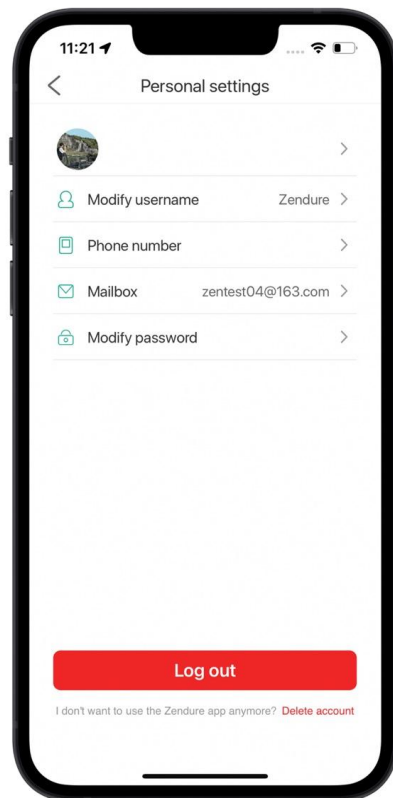 11:21
Personal settings
Modify username Zendure
Phone number
Mailbox zentest04@163.com
Modify password
Log out
I don't want to use the Zendure app anymore? Delete account